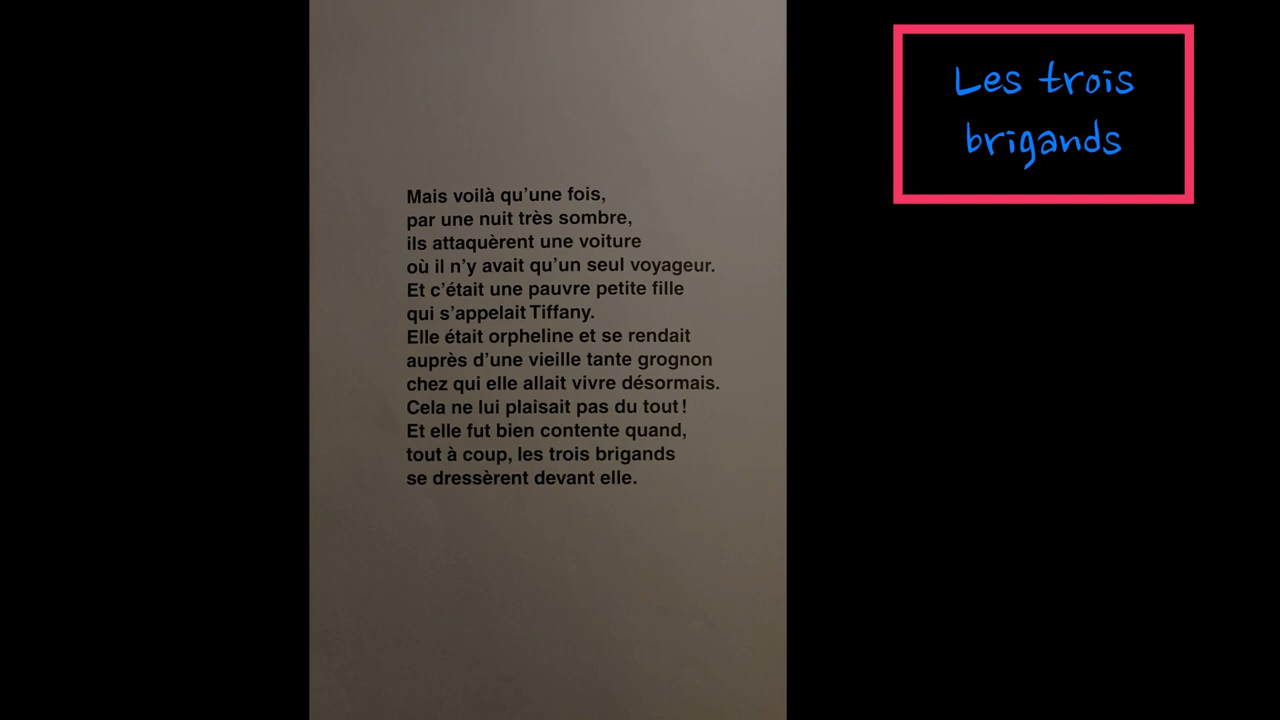 Les trois
brigands
Mais voilà qu'une fois,
par une nuit très sombre,
ils attaquèrent une voiture
où il n'y avait qu'un seul voyageur.
Et c'était une pauvre petite fille
qui s'appelait Tiffany.
Elle était orpheline et se rendait
auprès d'une vieille tante grognon
chez qui elle allait vivre désormais.
Cela ne lui plaisait pas du tout !
Et elle fut bien contente quand,
tout à coup, les trois brigands
se dressèrent devant elle.